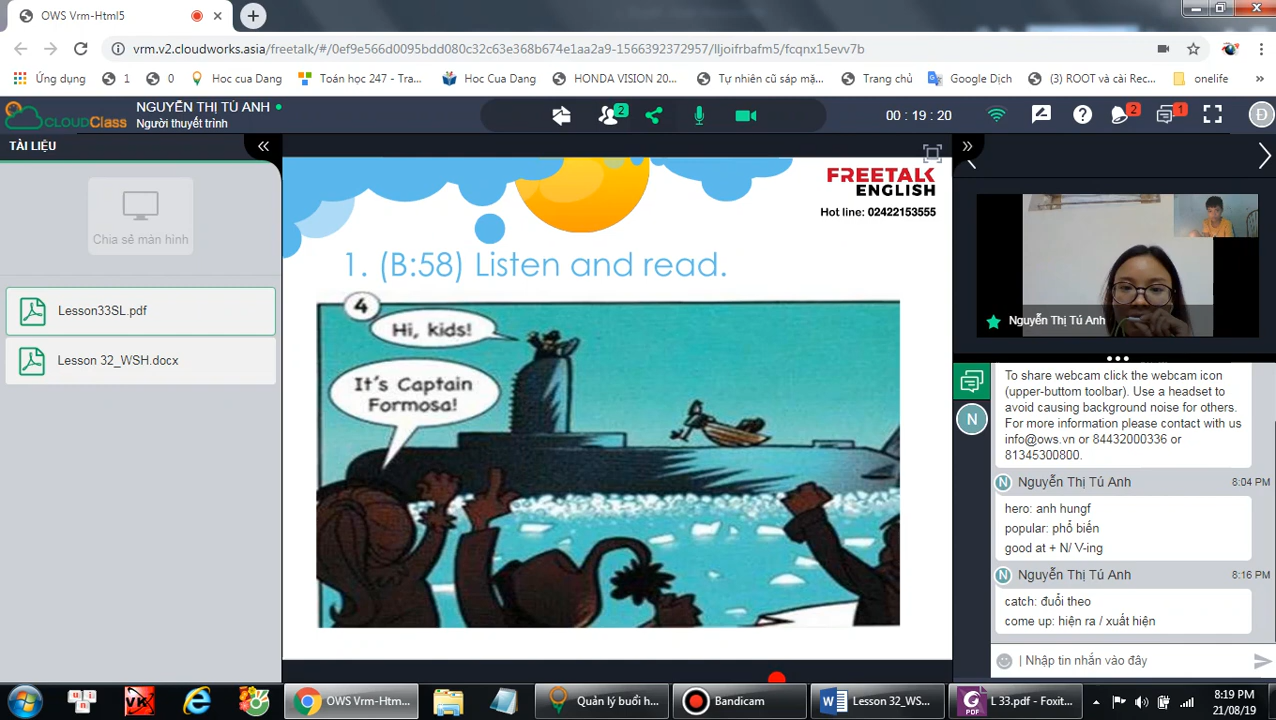 OWS Vrm-Html5
vrm.v2.cloudworks.asia/freetalk/#/0ef9e566d0095bdd080c32c63e368b674e1aa2a9-1566392372957/lljoifrbafm5/fcqnx15evv7b
Ứng dụng 1 0 Hoc cua Dang Toán học 247 - Tra... Học Cua Dang HONDA VISION 20... Tự nhiên cũ sáp mặ... Trang chủ Google Dịch (3) ROOT và cài Rec... onelife »
CLOUDClass
NGUYỄN THỊ TÚ ANH
Người thuyết trình
2
00 : 19 : 20
2
1
Đ
TÀI LIỆU
Chia sẻ màn hình
Lesson33SL.pdf
Lesson 32_WSH.docx
FREETALK
ENGLISH
Hot line: 02422153555
1. (B:58) Listen and read.
4
Hi, kids!
It's Captain
Formosa!
Nguyễn Thị Tú Anh
N
To share webcam click the webcam icon
(upper-buttom toolbar). Use a headset to
avoid causing background noise for others.
For more information please contact with us
info@ows.vn or 84432000336 or
81345300800.
N Nguyễn Thị Tú Anh 8:04 PM
hero: anh hungf
popular: phổ biến
good at + N/ V-ing
N Nguyễn Thị Tú Anh 8:16 PM
catch: đuổi theo
come up: hiện ra / xuất hiện
Nhập tin nhắn vào đây
OWS Vrm-Html5 - ... Quản lý buổi h... Bandicam Lesson 32_WS... L 33.pdf - Foxit...
8:19 PM
21/08/19